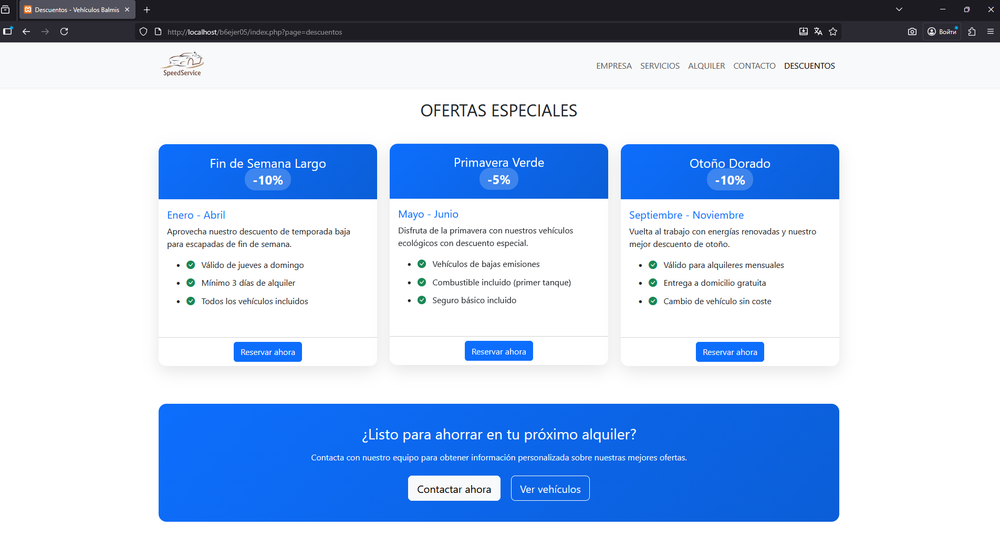 Descuentos - Vehículos Balmis
http://localhost/b6ejer05/index.php?page=descuentos
Войти
SpeedService
EMPRESA
SERVICIOS
ALQUILER
CONTACTO
DESCUENTOS
OFERTAS ESPECIALES
Fin de Semana Largo
-10%
Enero - Abril
Aprovecha nuestro descuento de temporada baja
para escapadas de fin de semana.
Válido de jueves a domingo
Mínimo 3 días de alquiler
Todos los vehículos incluidos
Reservar ahora
Primavera Verde
-5%
Mayo - Junio
Disfruta de la primavera con nuestros vehículos
ecológicos con descuento especial.
Vehículos de bajas emisiones
Combustible incluido (primer tanque)
Seguro básico incluido
Reservar ahora
Otoño Dorado
-10%
Septiembre - Noviembre
Vuelta al trabajo con energías renovadas y nuestro
mejor descuento de otoño.
Válido para alquileres mensuales
Entrega a domicilio gratuita
Cambio de vehículo sin coste
Reservar ahora
¿Listo para ahorrar en tu próximo alquiler?
Contacta con nuestro equipo para obtener información personalizada sobre nuestras mejores ofertas.
Contactar ahora
Ver vehículos